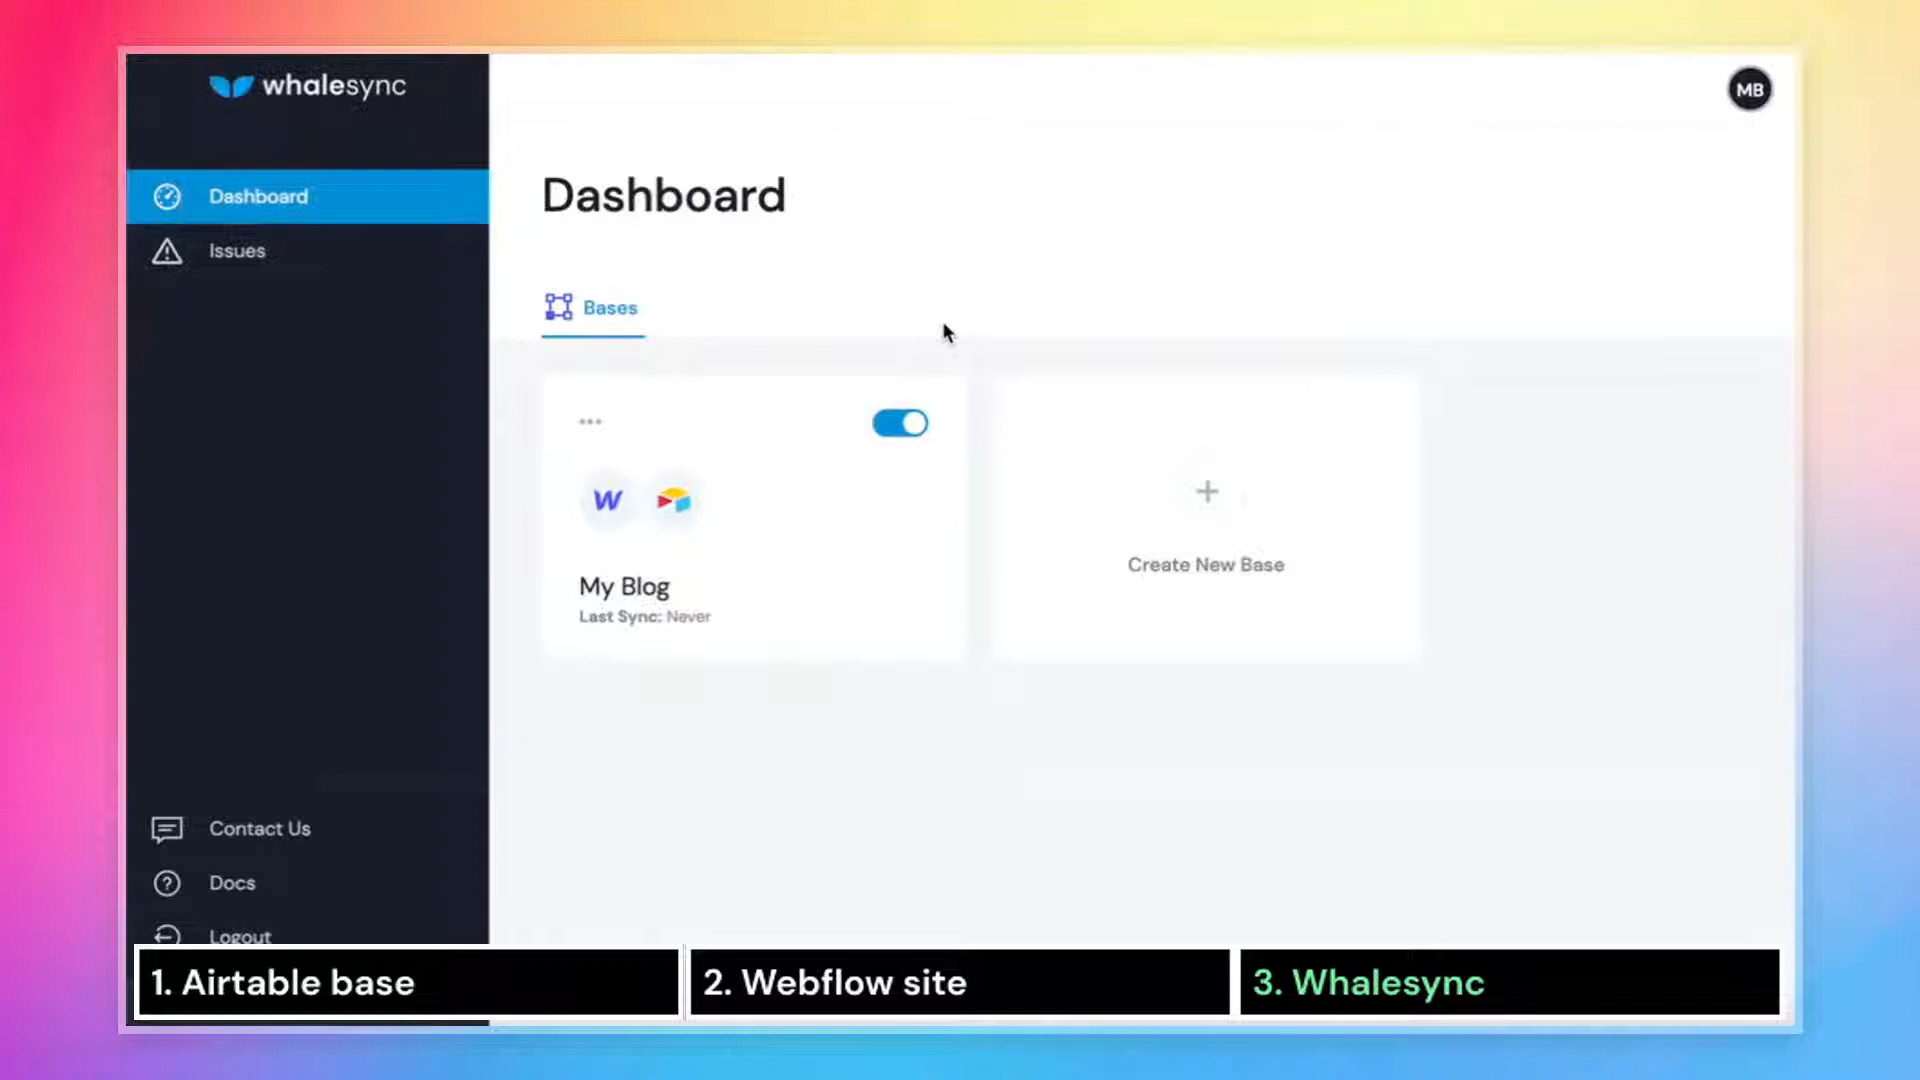 whalesync
MB
Dashboard
Issues
Dashboard
Bases
My Blog
Last Sync: Never
Create New Base
Contact Us
Docs
Logout
1. Airtable base
2. Webflow site
3. Whalesync